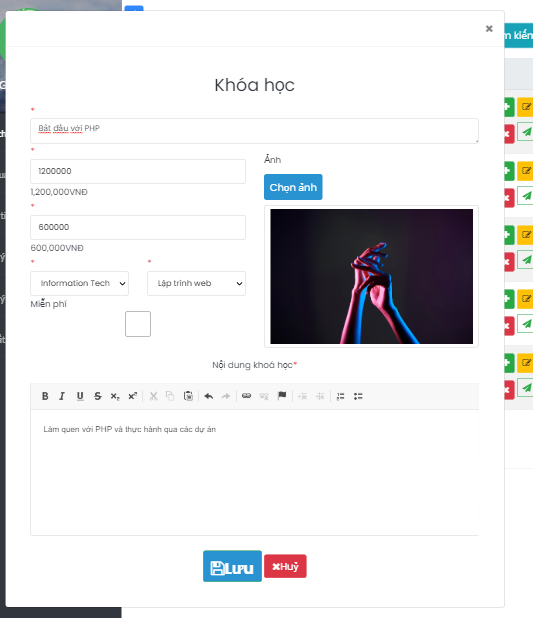 m kiếm
×
Khóa học
*
Bắt đầu với PHP
*
1200000
1,200,000VNĐ
*
600000
600,000VNĐ
*
*
Information Tech
Lập trình web
Miễn phí
Ảnh
Chọn ảnh
Nội dung khoá học*
B I U S x₂ x²
Làm quen với PHP và thực hành qua các dự án
Lưu
Huỷ